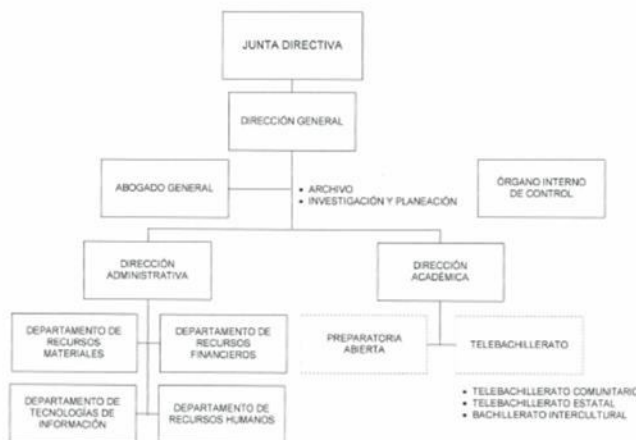 JUNTA DIRECTIVA
DIRECCIÓN GENERAL
ABOGADO GENERAL
• ARCHIVO
• INVESTIGACIÓN Y PLANEACIÓN
ÓRGANO INTERNO
DE CONTROL
DIRECCIÓN
ADMINISTRATIVA
DIRECCIÓN
ACADÉMICA
DEPARTAMENTO DE
RECURSOS
MATERIALES
DEPARTAMENTO DE
RECURSOS
FINANCIEROS
PREPARATORIA
ABIERTA
TELEBACHILLERATO
DEPARTAMENTO DE
TECNOLOGÍAS DE
INFORMACIÓN
DEPARTAMENTO
DE RECURSOS HUMANOS
• TELEBACHILLERATO COMUNITARIO
• TELEBACHILLERATO ESTATAL
• BACHILLERATO INTERCULTURAL